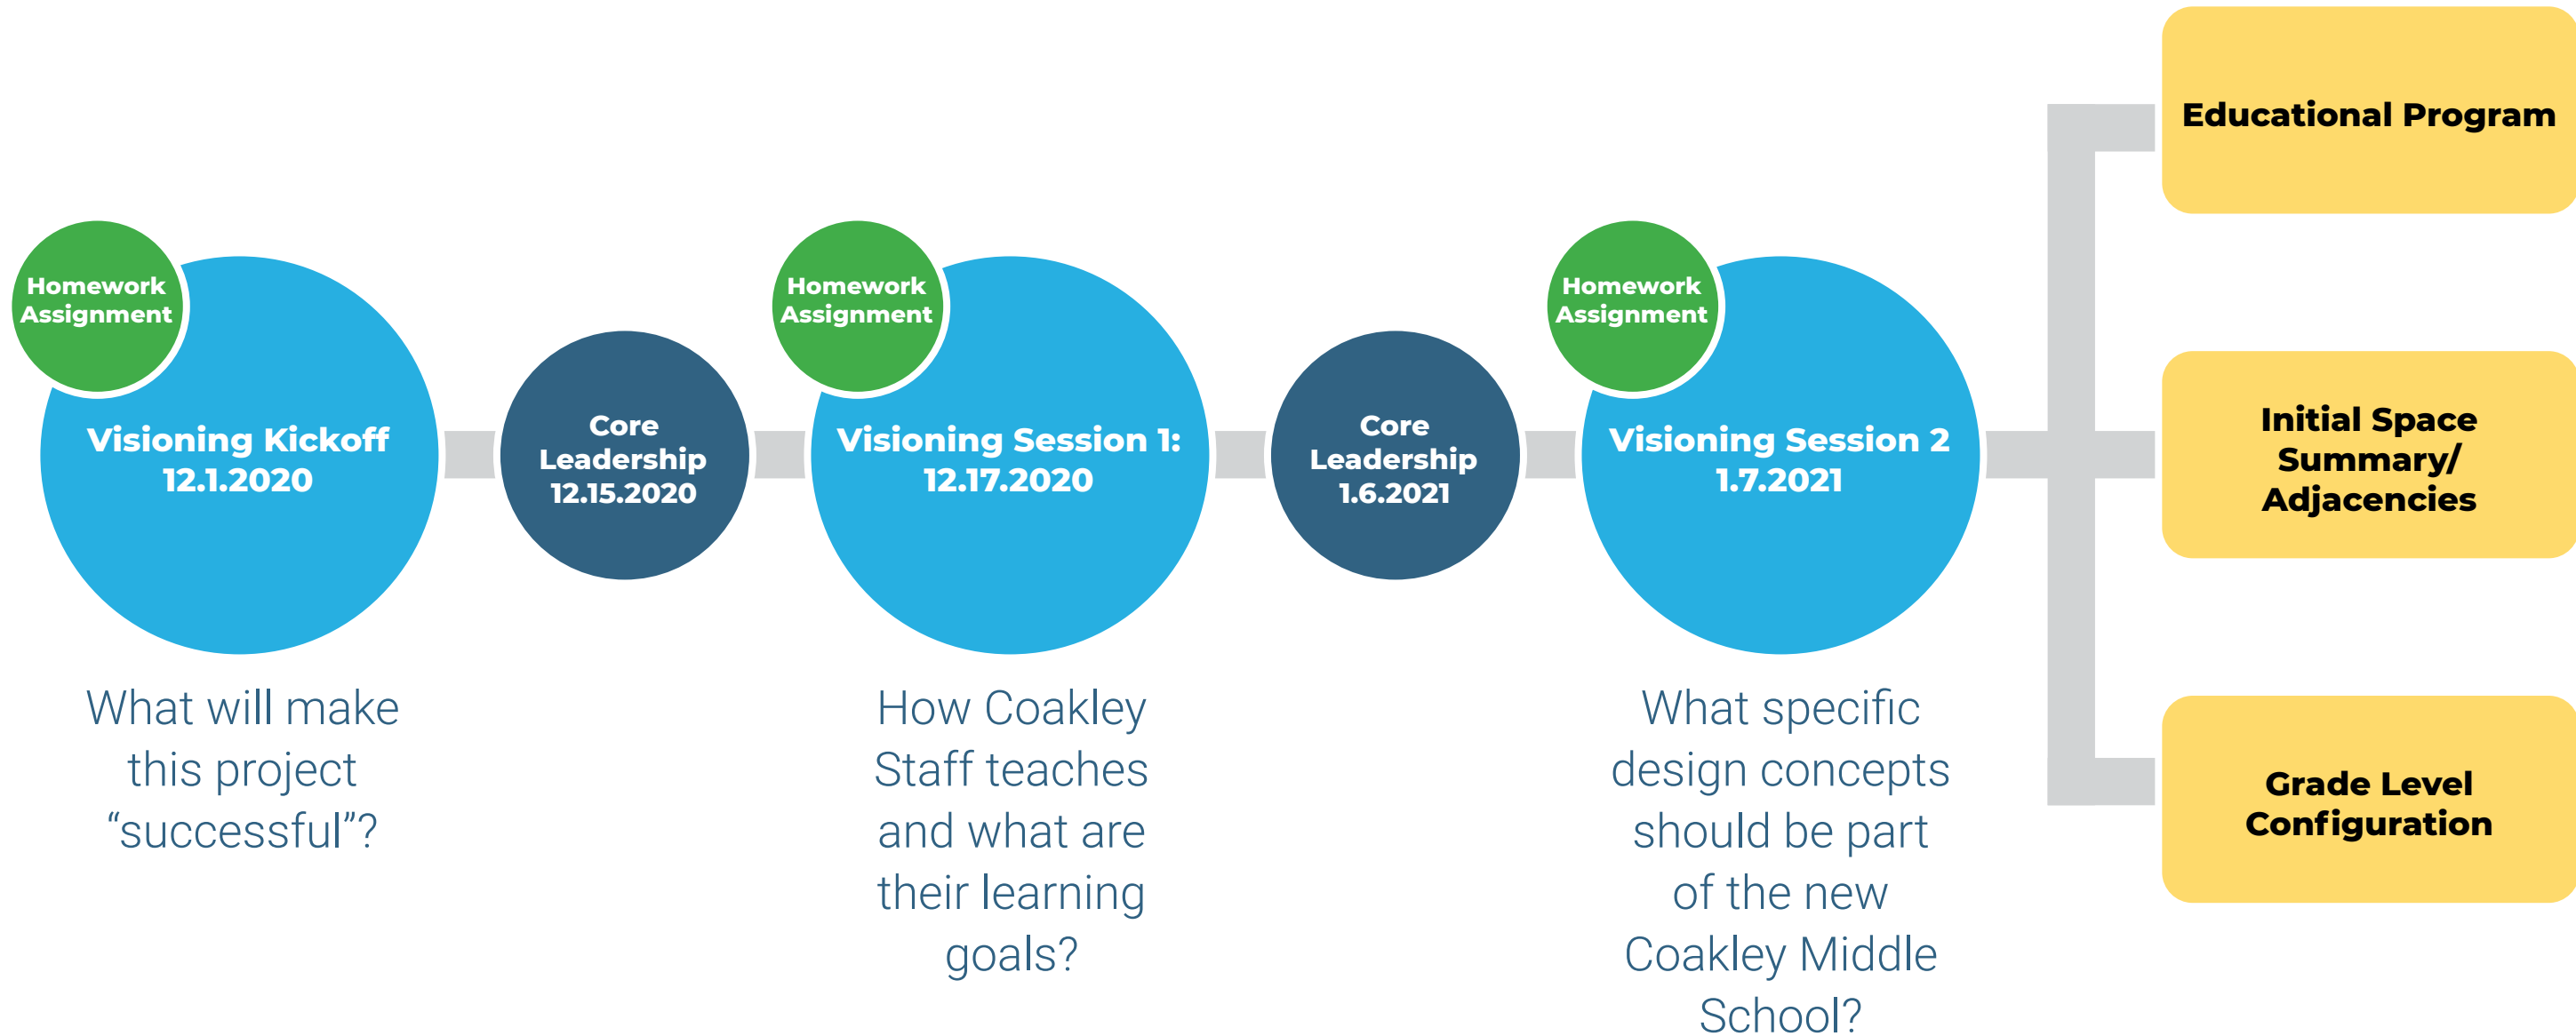 Homework
Assignment
Visioning Kickoff
12.1.2020
What will make
this project
“successful”?
Core
Leadership
12.15.2020
Homework
Assignment
Visioning Session 1:
12.17.2020
How Coakley
Staff teaches
and what are
their learning
goals?
Core
Leadership
1.6.2021
Homework
Assignment
Visioning Session 2
1.7.2021
What specific
design concepts
should be part
of the new
Coakley Middle
School?
Educational Program
Initial Space
Summary/
Adjacencies
Grade Level
Configuration